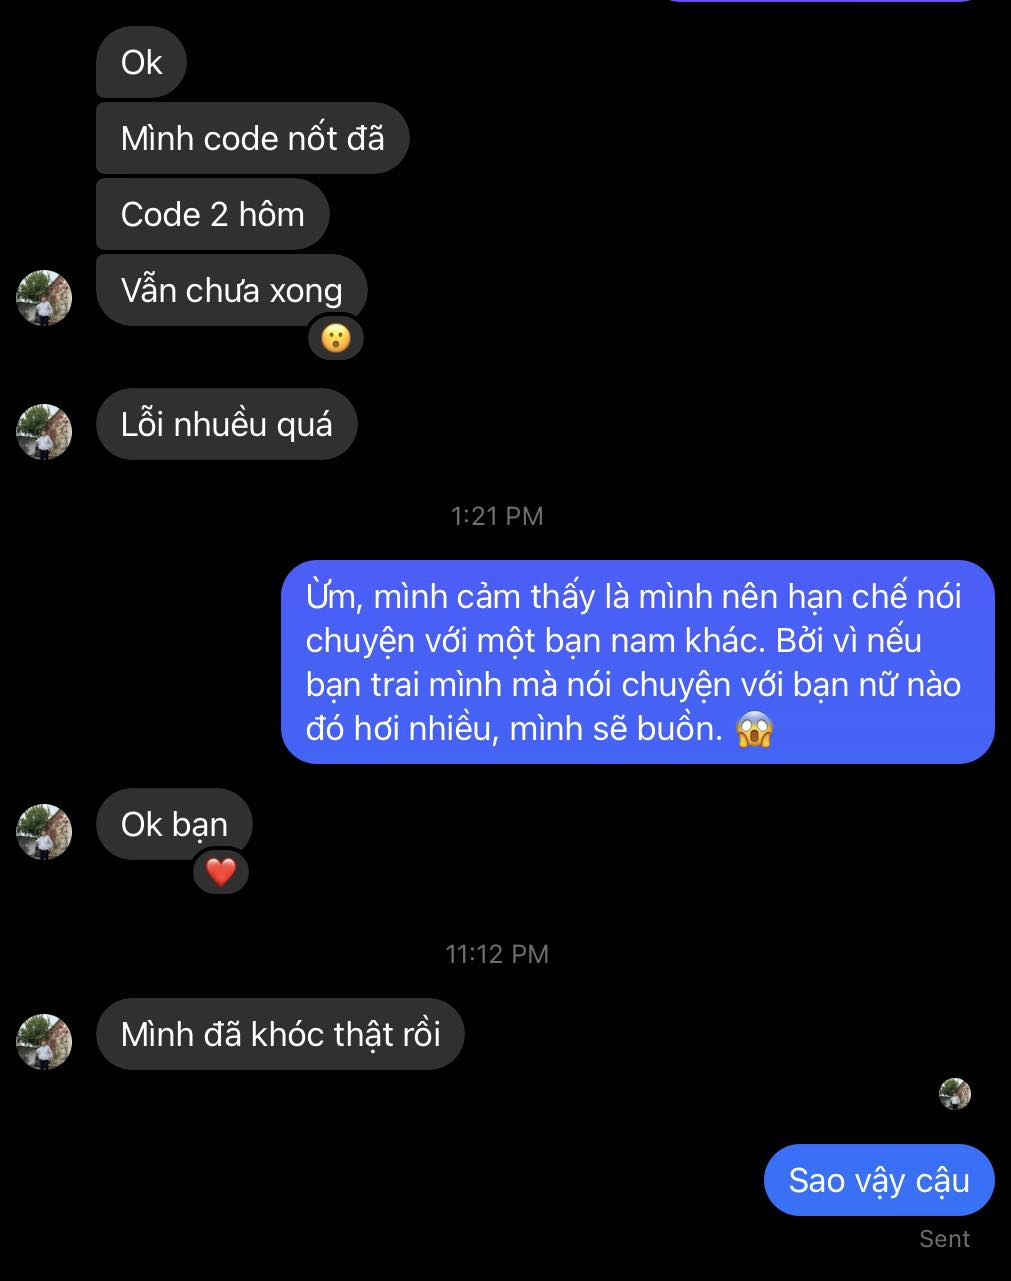 Ok
Mình code nốt đã
Code 2 hôm
Vẫn chưa xong
Lỗi nhuều quá
1:21 PM
Ừm, mình cảm thấy là mình nên hạn chế nói
chuyện với một bạn nam khác. Bởi vì nếu
bạn trai mình mà nói chuyện với bạn nữ nào
đó hơi nhiều, mình sẽ buồn. 😱
Ok bạn
11:12 PM
Mình đã khóc thật rồi
Sao vậy cậu
Sent